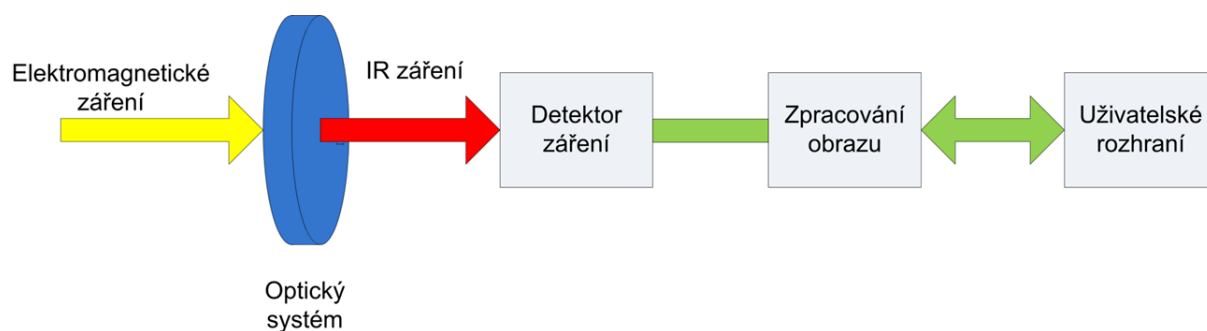 Elektromagnetické
záření
IR záření
Detektor
záření
Zpracování
obrazu
Uživatelské
rozhraní
Optický
systém